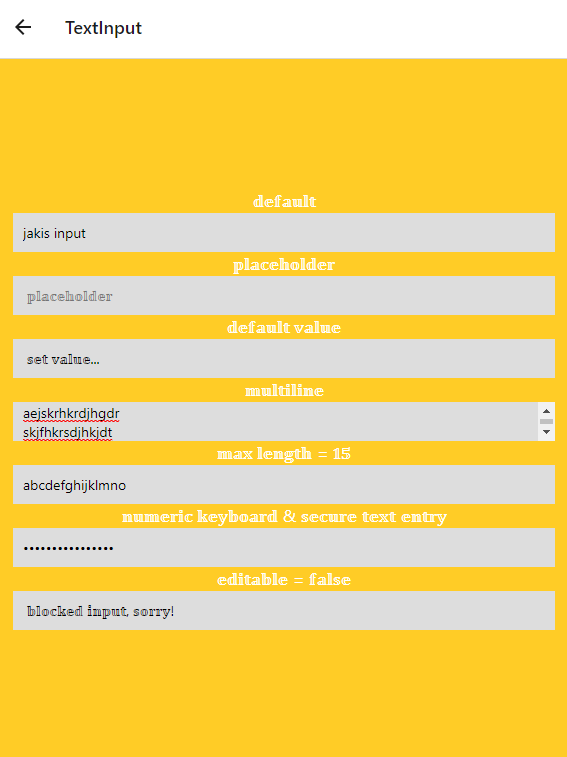 TextInput
default
jakis input
placeholder
placeholder
default value
set value...
multiline
aejskrhkrdjhgdr
skjfhkrsdjhkjdt
max length = 15
abcdefghijklmno
numeric keyboard & secure text entry
••••••••••••••••
editable = false
blocked input, sorry!